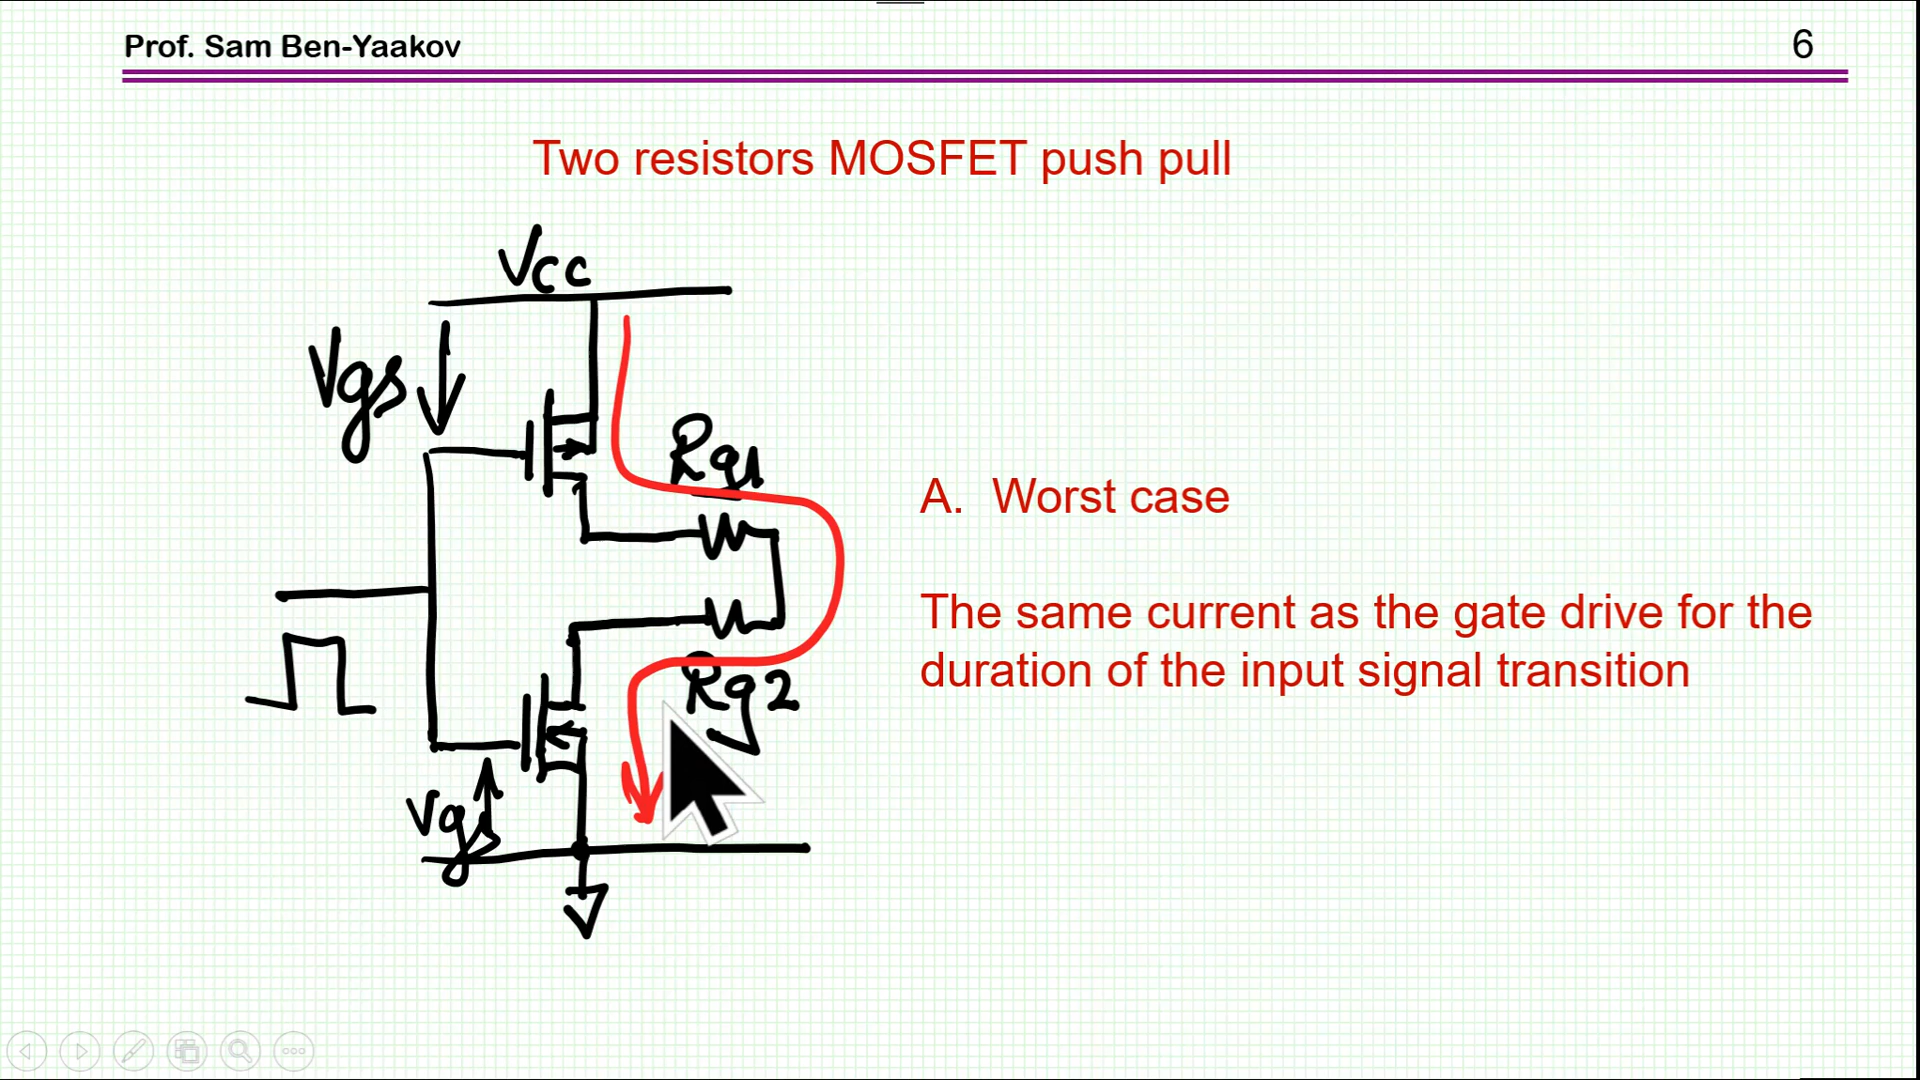 Prof. Sam Ben-Yaakov
6
Two resistors MOSFET push pull
Vcc
Vgs
Rg1
A. Worst case
The same current as the gate drive for the
duration of the input signal transition
Rg2
Vgs